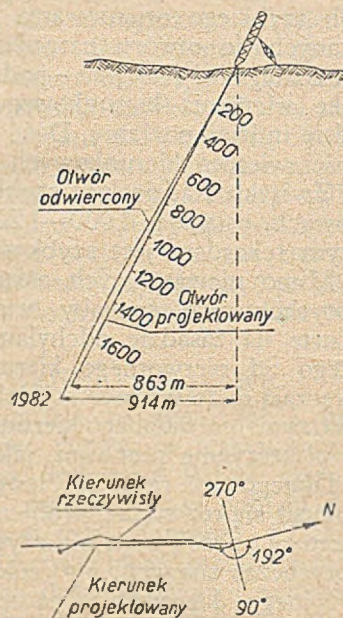 200
400
600
Otwór
odwiercony
800
1000
1200
Otwór
projektowany
1400
1600
863 m
1982
914 m
Kierunek
rzeczywisty
270°
N
192°
Kierunek
projektowany
90°